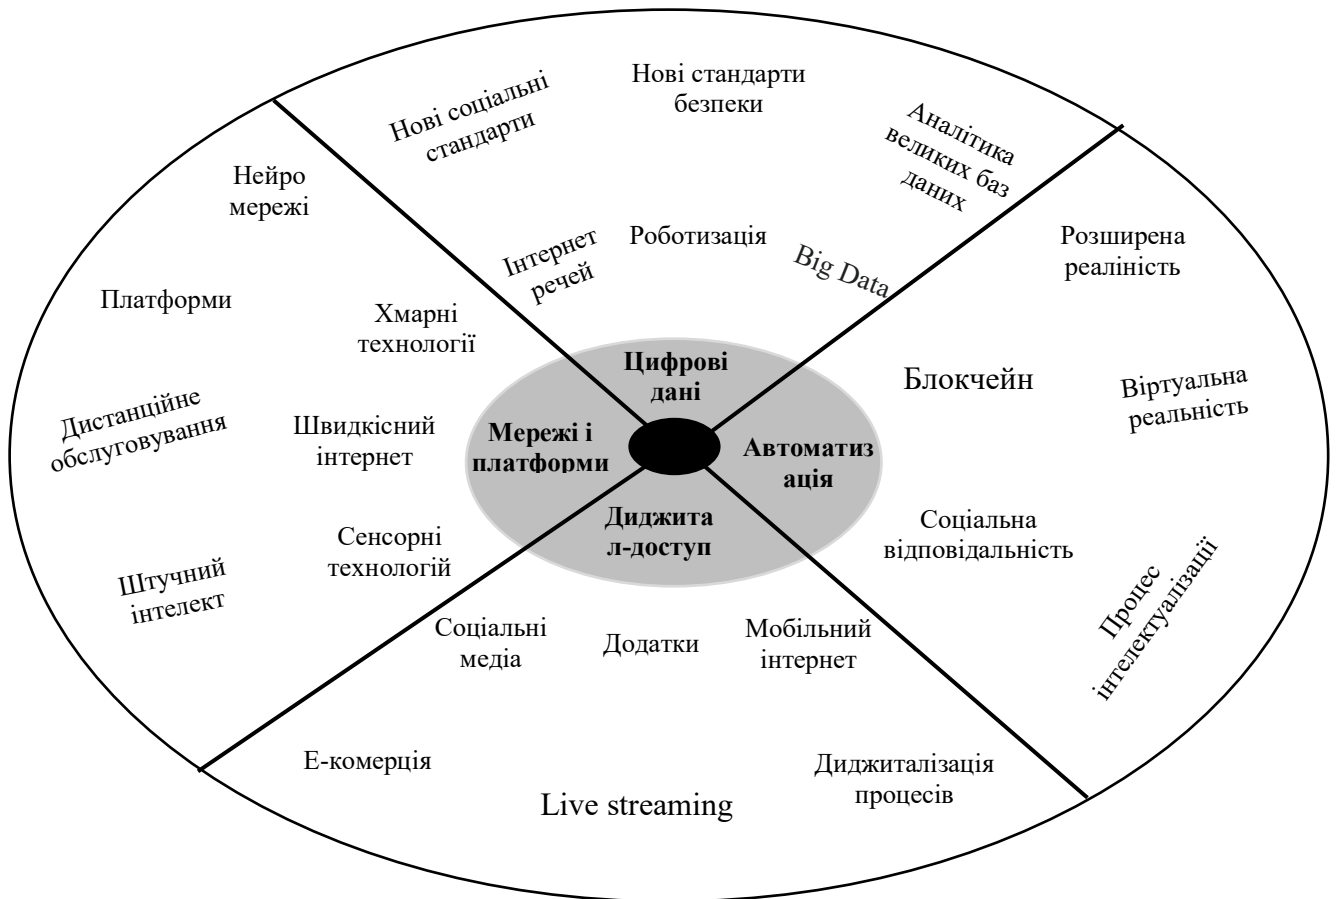 Нові соціальні
стандарти
Нові стандарти
безпеки
Аналітика
великих баз
даних
Інтернет
речей
Роботизація
Big Data
Нейро
мережі
Платформи
Хмарні
технології
Дистанційне
обслуговування
Швидкісний
інтернет
Сенсорні
технологій
Штучний
інтелект
Цифрові
дані
Мережі і
платформи
Автоматиз
ація
Диджита
л-доступ
Розширена
реаліність
Блокчейн
Віртуальна
реальність
Соціальна
відповідальність
Процес
інтелектуалізації
Соціальні
медіа
Додатки
Мобільний
інтернет
Е-комерція
Live streaming
Диджиталізація
процесів